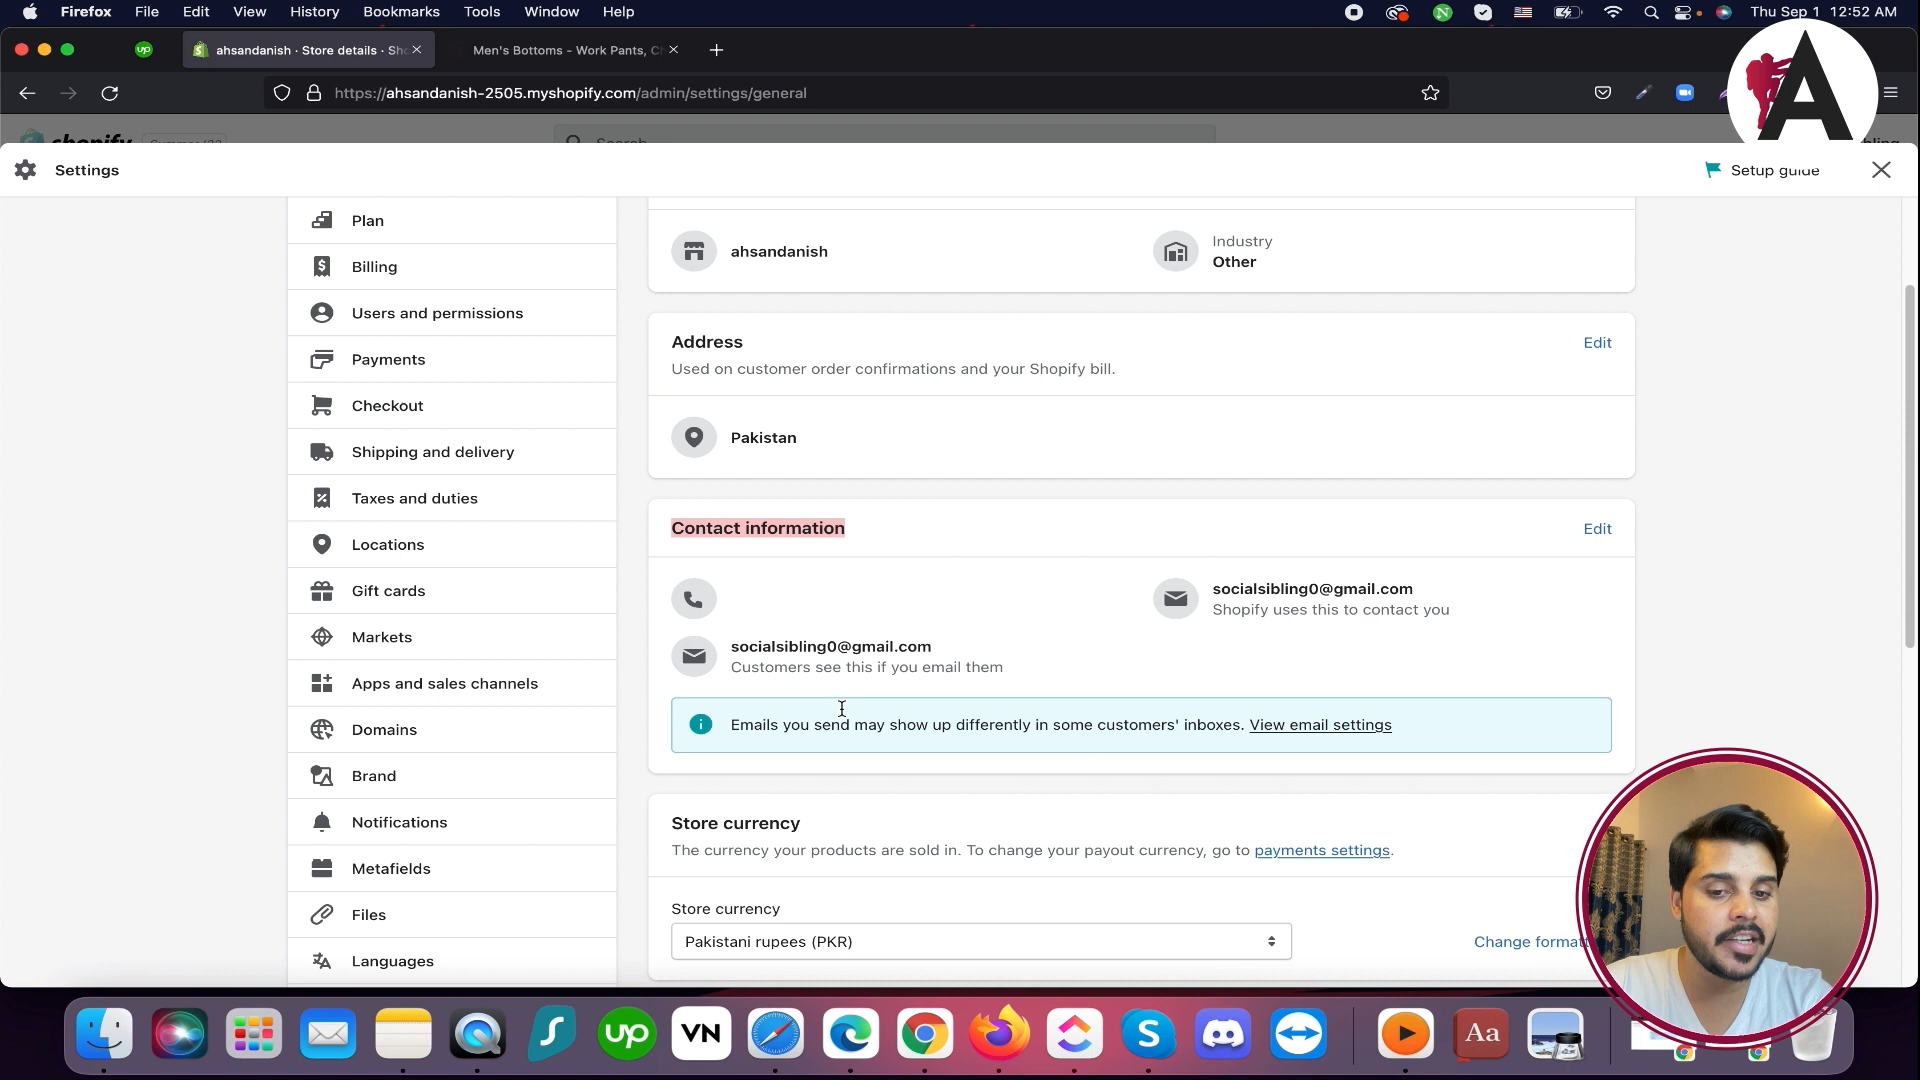 Firefox File Edit View History Bookmarks Tools Window Help
Thu Sep 1 12:52 AM
up
ahsandanish · Store details · Sh
Men's Bottoms - Work Pants, C
https://ahsandanish-2505.myshopify.com/admin/settings/general
A
shopify
Search
Settings
Setup guide
Plan
Billing
Users and permissions
Payments
Checkout
Shipping and delivery
Taxes and duties
Locations
Gift cards
Markets
Apps and sales channels
Domains
Brand
Notifications
Metafields
Files
Languages
ahsandanish
Industry
Other
Address
Edit
Used on customer order confirmations and your Shopify bill.
Pakistan
Contact information
Edit
socialsibling0@gmail.com
Shopify uses this to contact you
socialsibling0@gmail.com
Customers see this if you email them
Emails you send may show up differently in some customers' inboxes. View email settings
Store currency
The currency your products are sold in. To change your payout currency, go to payments settings.
Store currency
Pakistani rupees (PKR)
Change format
up
VN
S
Aa